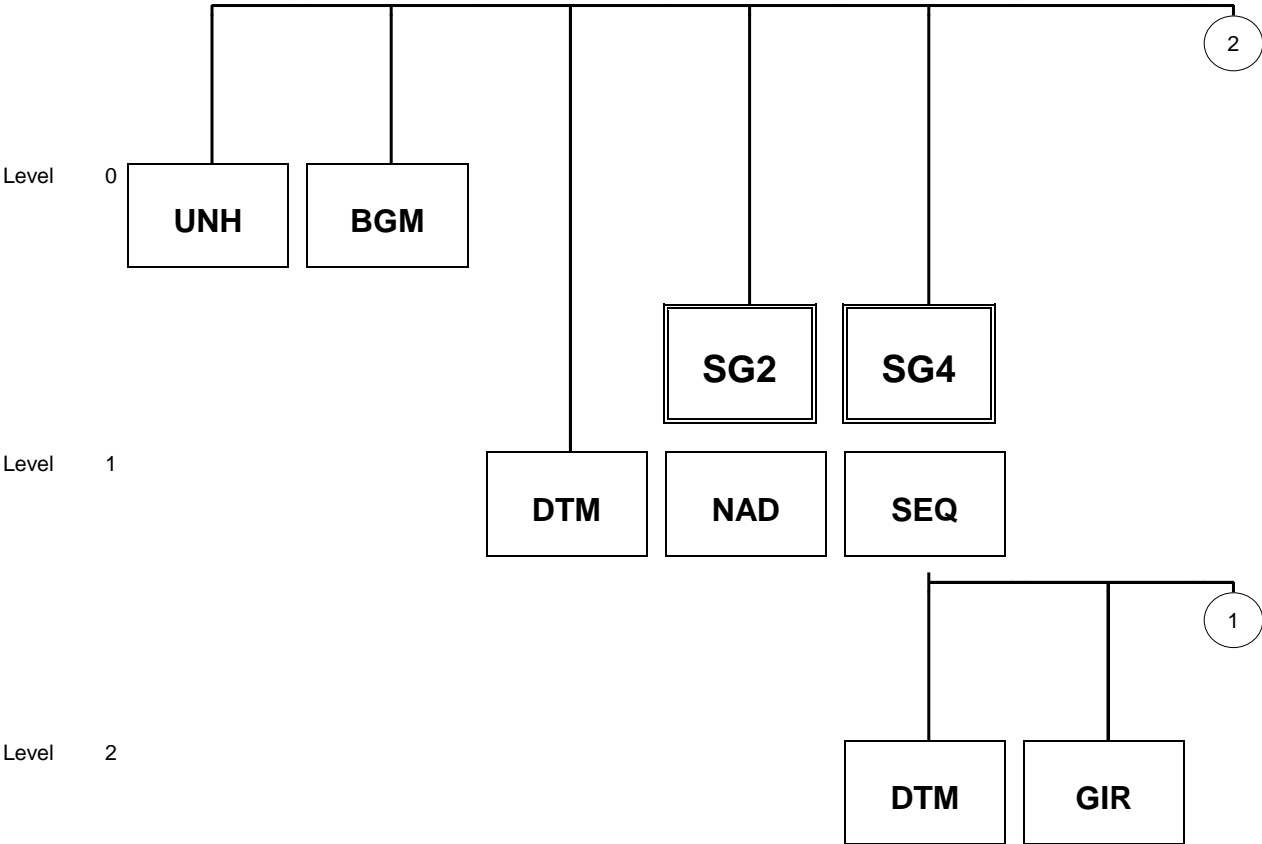 2
Level 0
UNH BGM
SG2 SG4
Level 1
DTM NAD SEQ
1
Level 2
DTM GIR